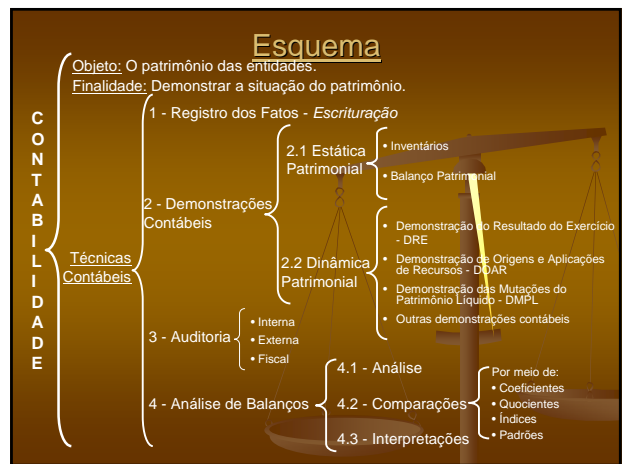 Esquema
Objeto: O patrimônio das entidades.
Finalidade: Demonstrar a situação do patrimônio.
CONTABILIDADE
Técnicas
Contábeis
1 - Registro dos Fatos - Escrituração
2 - Demonstrações
Contábeis
2.1 Estática
Patrimonial
• Inventários
• Balanço Patrimonial
2.2 Dinâmica
Patrimonial
• Demonstração do Resultado do Exercício
- DRE
• Demonstração de Origens e Aplicações
de Recursos - DOAR
• Demonstração das Mutações do
Patrimônio Líquido - DMPL
• Outras demonstrações contábeis
3 - Auditoria
• Interna
• Externa
• Fiscal
4 - Análise de Balanços
4.1 - Análise
4.2 - Comparações
4.3 - Interpretações
Por meio de:
• Coeficientes
• Quocientes
• Índices
• Padrões